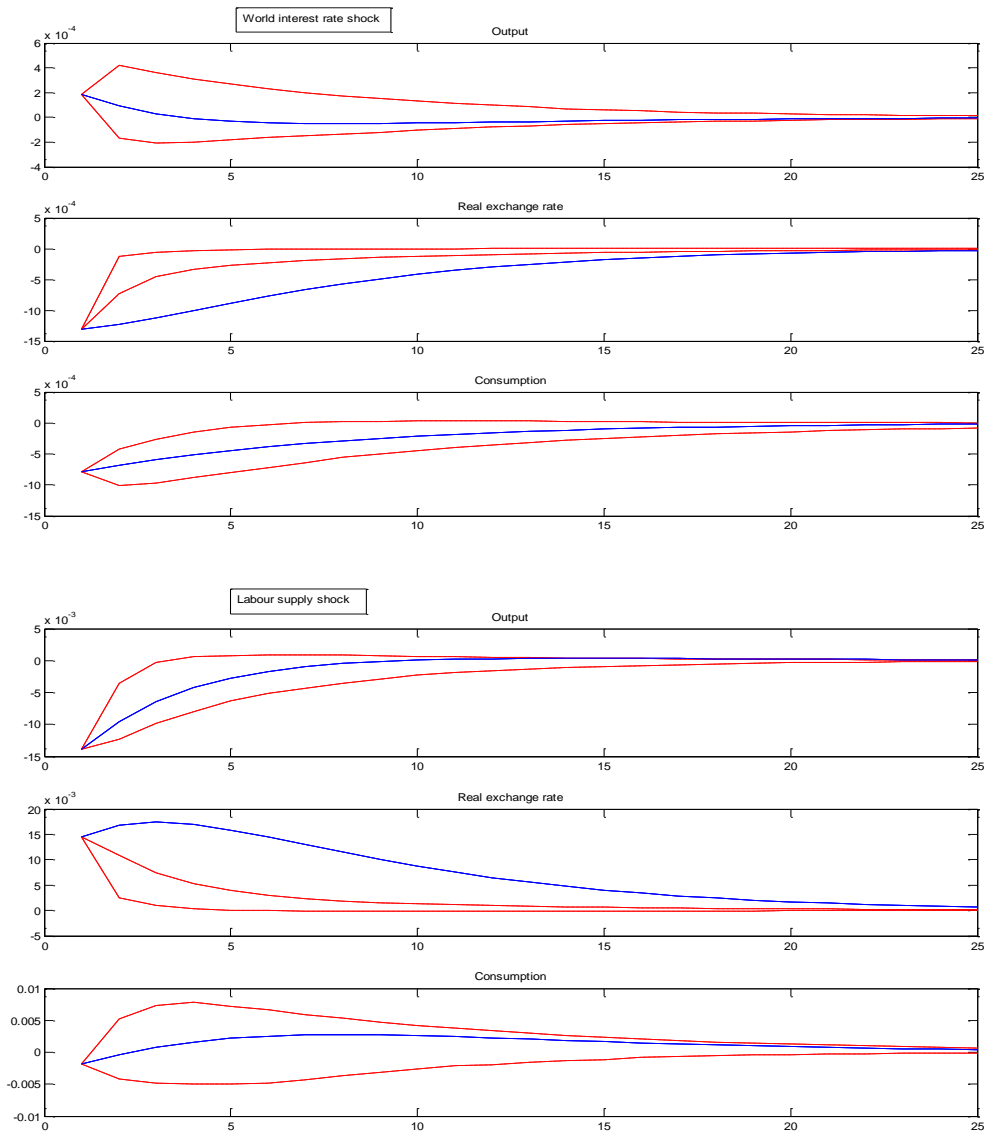 World interest rate shock
Output
x 10-4
6
4
2
0
-2
-4
0 5 10 15 20 25
Real exchange rate
x 10-4
5
0
-5
-10
-15
0 5 10 15 20 25
Consumption
x 10-4
5
0
-5
-10
-15
0 5 10 15 20 25
Labour supply shock
Output
x 10-3
5
0
-5
-10
-15
0 5 10 15 20 25
Real exchange rate
x 10-3
20
15
10
5
0
-5
0 5 10 15 20 25
Consumption
0.01
0.005
0
-0.005
-0.01
0 5 10 15 20 25